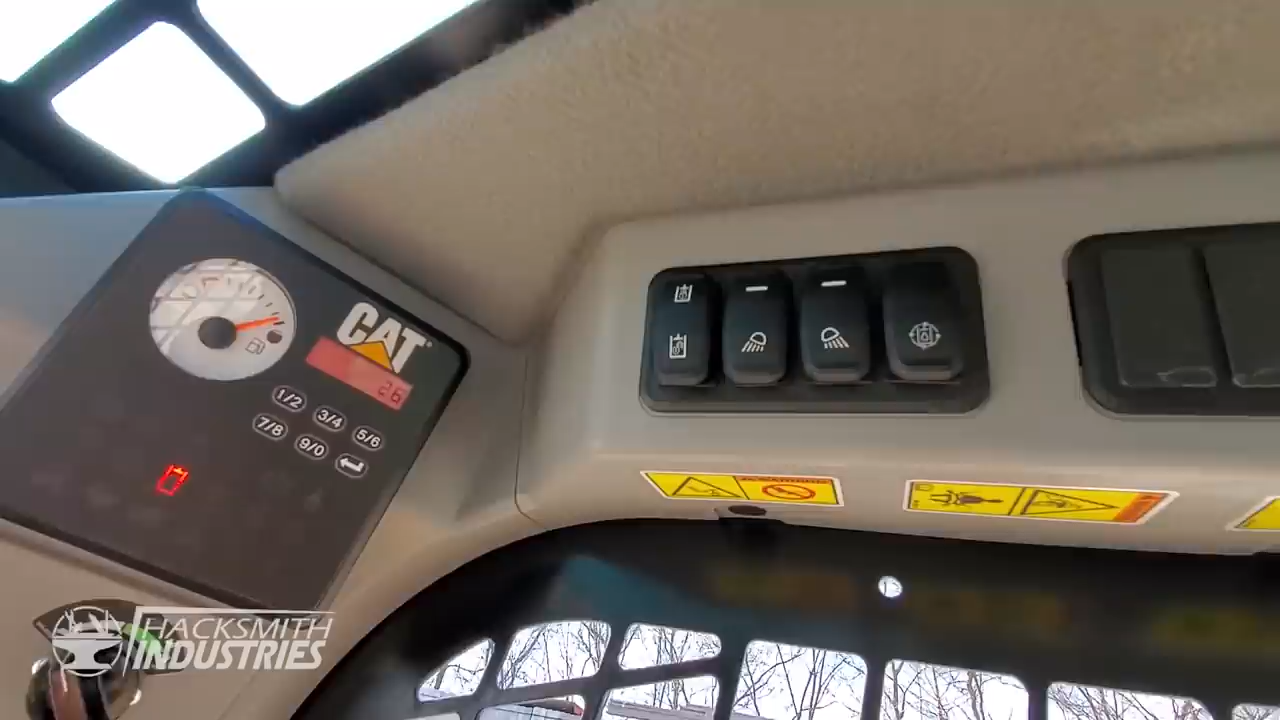 CAT
26
1/2
3/4
5/6
7/8
9/0
HACKSMITH
INDUSTRIES